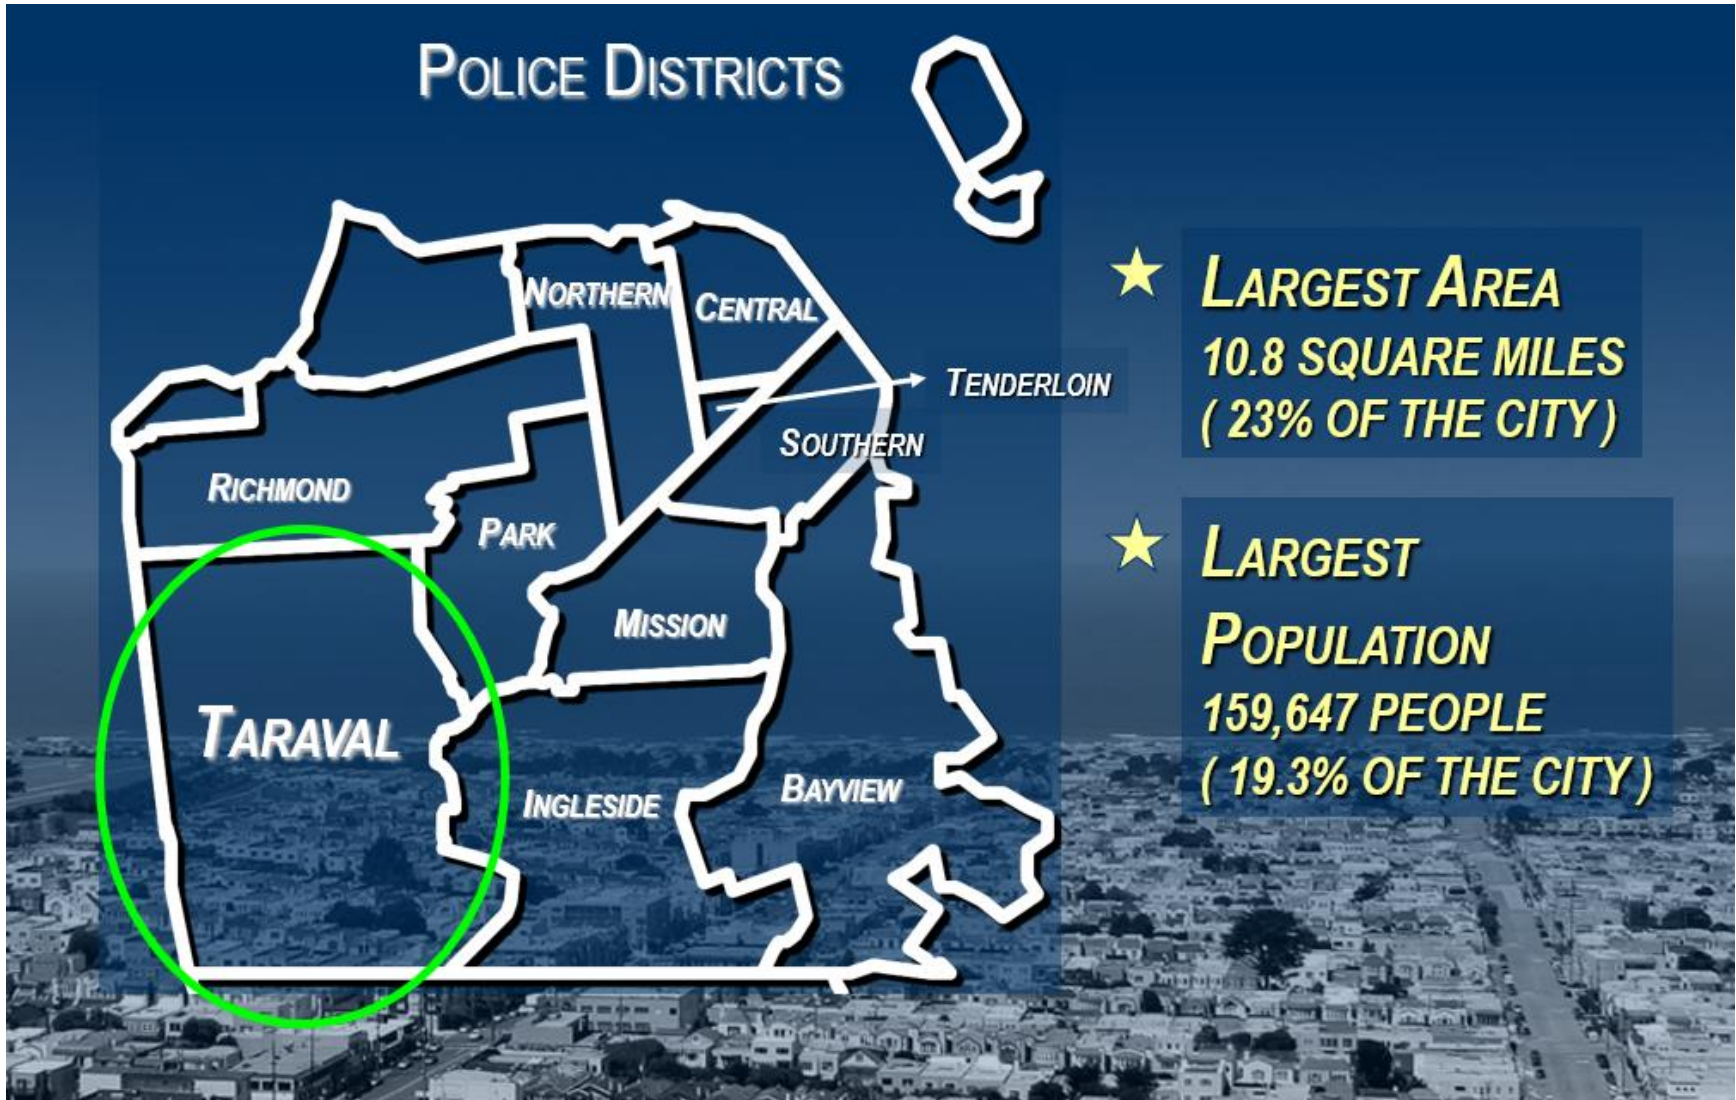 POLICE DISTRICTS
NORTHERN
CENTRAL
TENDERLOIN
SOUTHERN
RICHMOND
PARK
MISSION
TARAVAL
INGLESIDE
BAYVIEW
LARGEST AREA
10.8 SQUARE MILES
( 23% OF THE CITY )
LARGEST
POPULATION
159,647 PEOPLE
( 19.3% OF THE CITY )